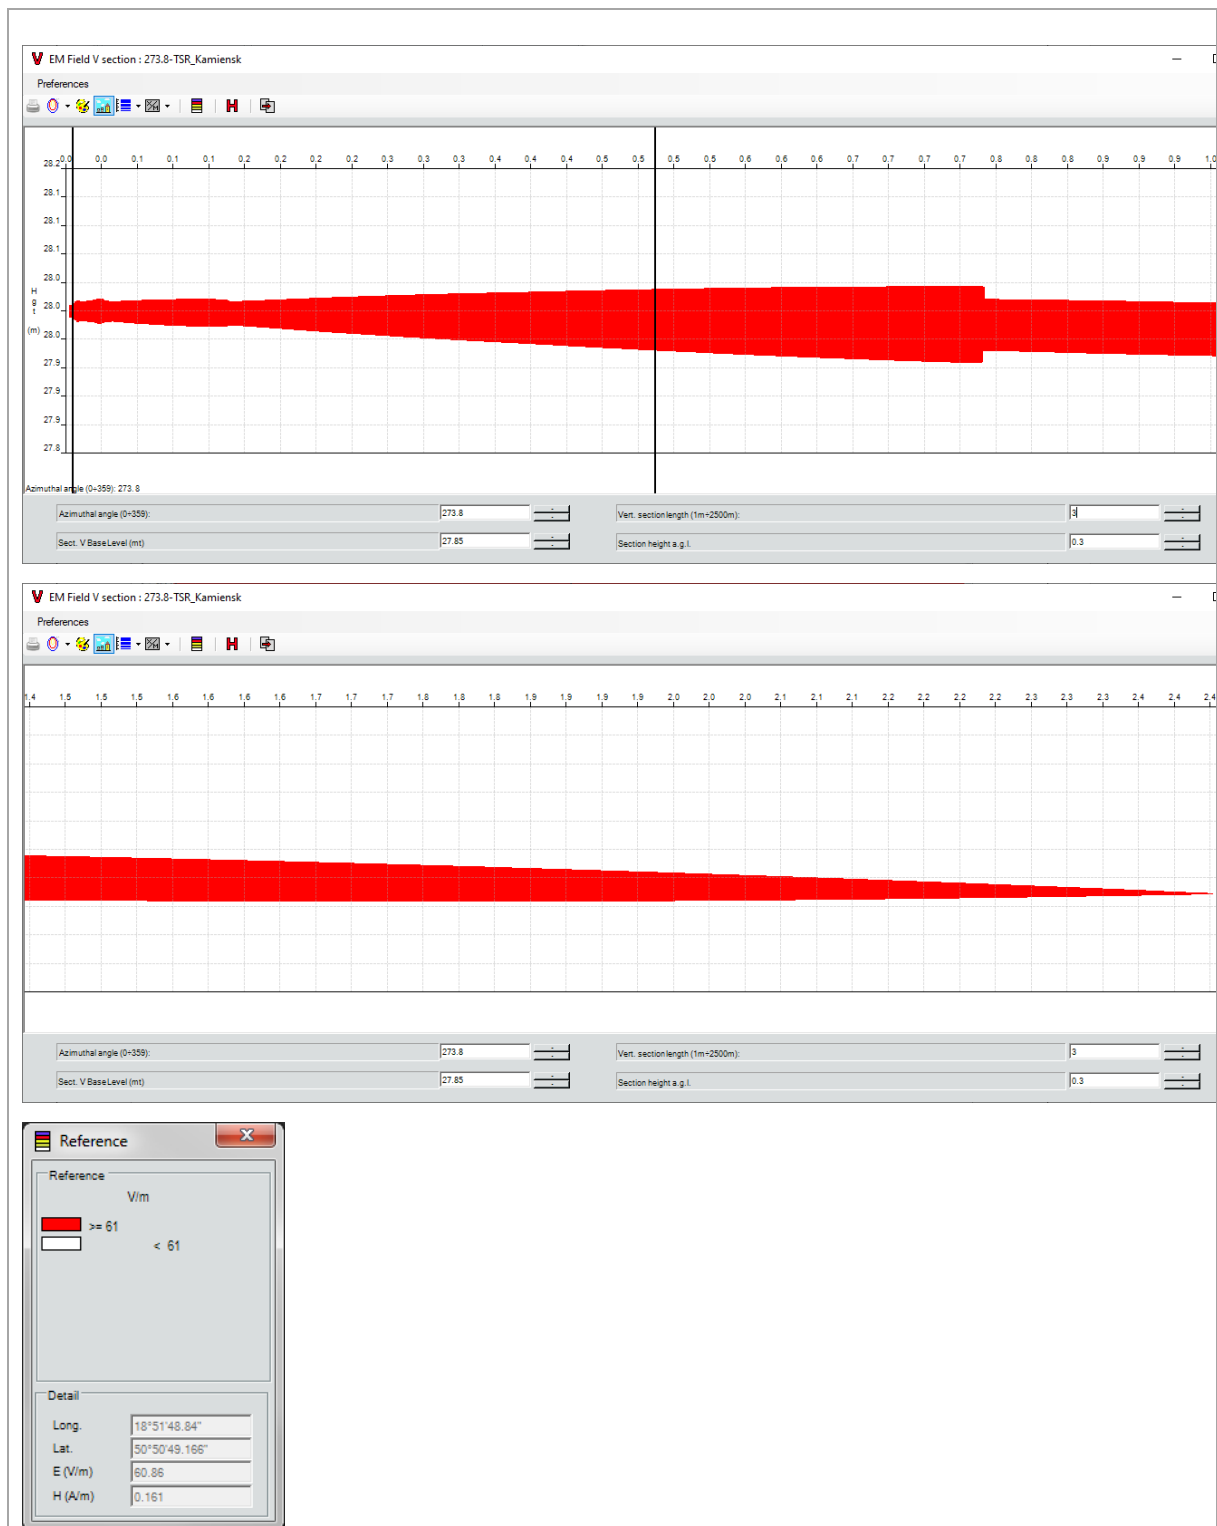 EM Field V section : 273.8-TSR_Kamiensk
Preferences
0.0 0.0 0.1 0.1 0.1 0.2 0.2 0.2 0.2 0.3 0.3 0.3 0.4 0.4 0.4 0.5 0.5 0.5 0.5 0.6 0.6 0.6 0.7 0.7 0.7 0.7 0.8 0.8 0.8 0.9 0.9 0.9 1.0
28.2
28.1
28.1
28.1
28.0
Hgt
28.0
(m)
28.0
27.9
27.9
27.9
27.8
Azimuthal angle (0÷359): 273.8
Azimuthal angle (0÷359): 273.8 Vert. section length (1m÷2500m): 3
Sect. V Base Level (mt) 27.85 Section height a.g.l. 0.3
EM Field V section : 273.8-TSR_Kamiensk
Preferences
1.4 1.5 1.5 1.5 1.6 1.6 1.6 1.6 1.7 1.7 1.7 1.8 1.8 1.8 1.9 1.9 1.9 1.9 2.0 2.0 2.0 2.1 2.1 2.1 2.2 2.2 2.2 2.2 2.3 2.3 2.3 2.4 2.4 2.4
Azimuthal angle (0÷359): 273.8 Vert. section length (1m÷2500m): 3
Sect. V Base Level (mt) 27.85 Section height a.g.l. 0.3
Reference
Reference
V/m
>= 61
< 61
Detail
Long. 18°51'48.84"
Lat. 50°50'49.166"
E (V/m) 60.86
H (A/m) 0.161